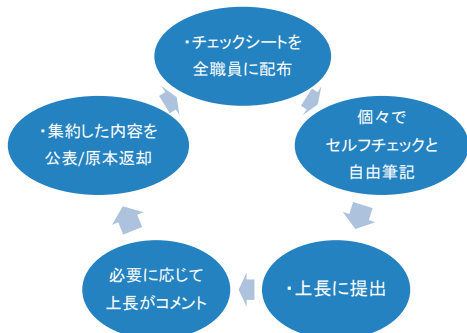 ・チェックシートを
全職員に配布
個々で
セルフチェックと
自由筆記
・上長に提出
必要に応じて
上長がコメント
・集約した内容を
公表/原本返却